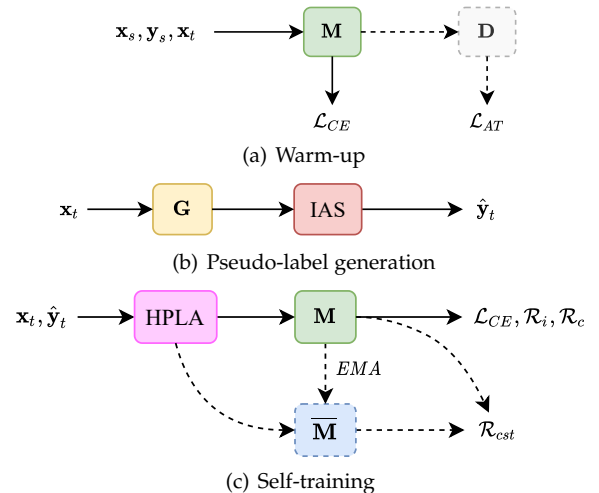 x_s, y_s, x_t M D
ℒ_CE ℒ_AT
(a) Warm-up
x_t G IAS ŷ_t
(b) Pseudo-label generation
x_t, ŷ_t HPLA M ℒ_CE, ℛ_i, ℛ_c
EMA
M̅ ℛ_cst
(c) Self-training